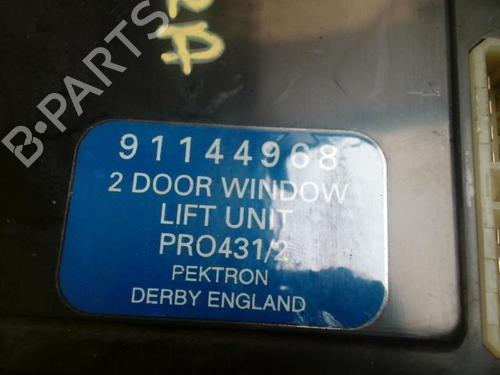 B-PARTS
91144968
2 DOOR WINDOW
LIFT UNIT
PRO431/2
PEKTRON
DERBY ENGLAND